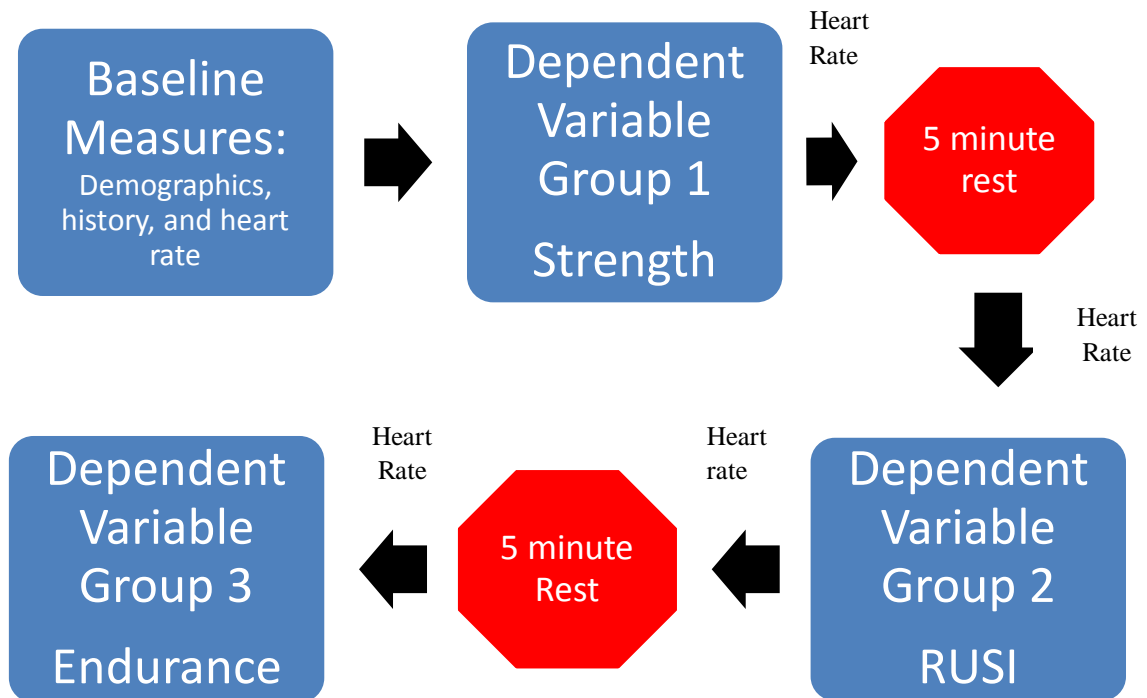 Baseline
Measures:
Demographics,
history, and heart
rate
Dependent
Variable
Group 1
Strength
Heart
Rate
5 minute
rest
Heart
Rate
Dependent
Variable
Group 2
RUSI
Heart
rate
5 minute
Rest
Heart
Rate
Dependent
Variable
Group 3
Endurance